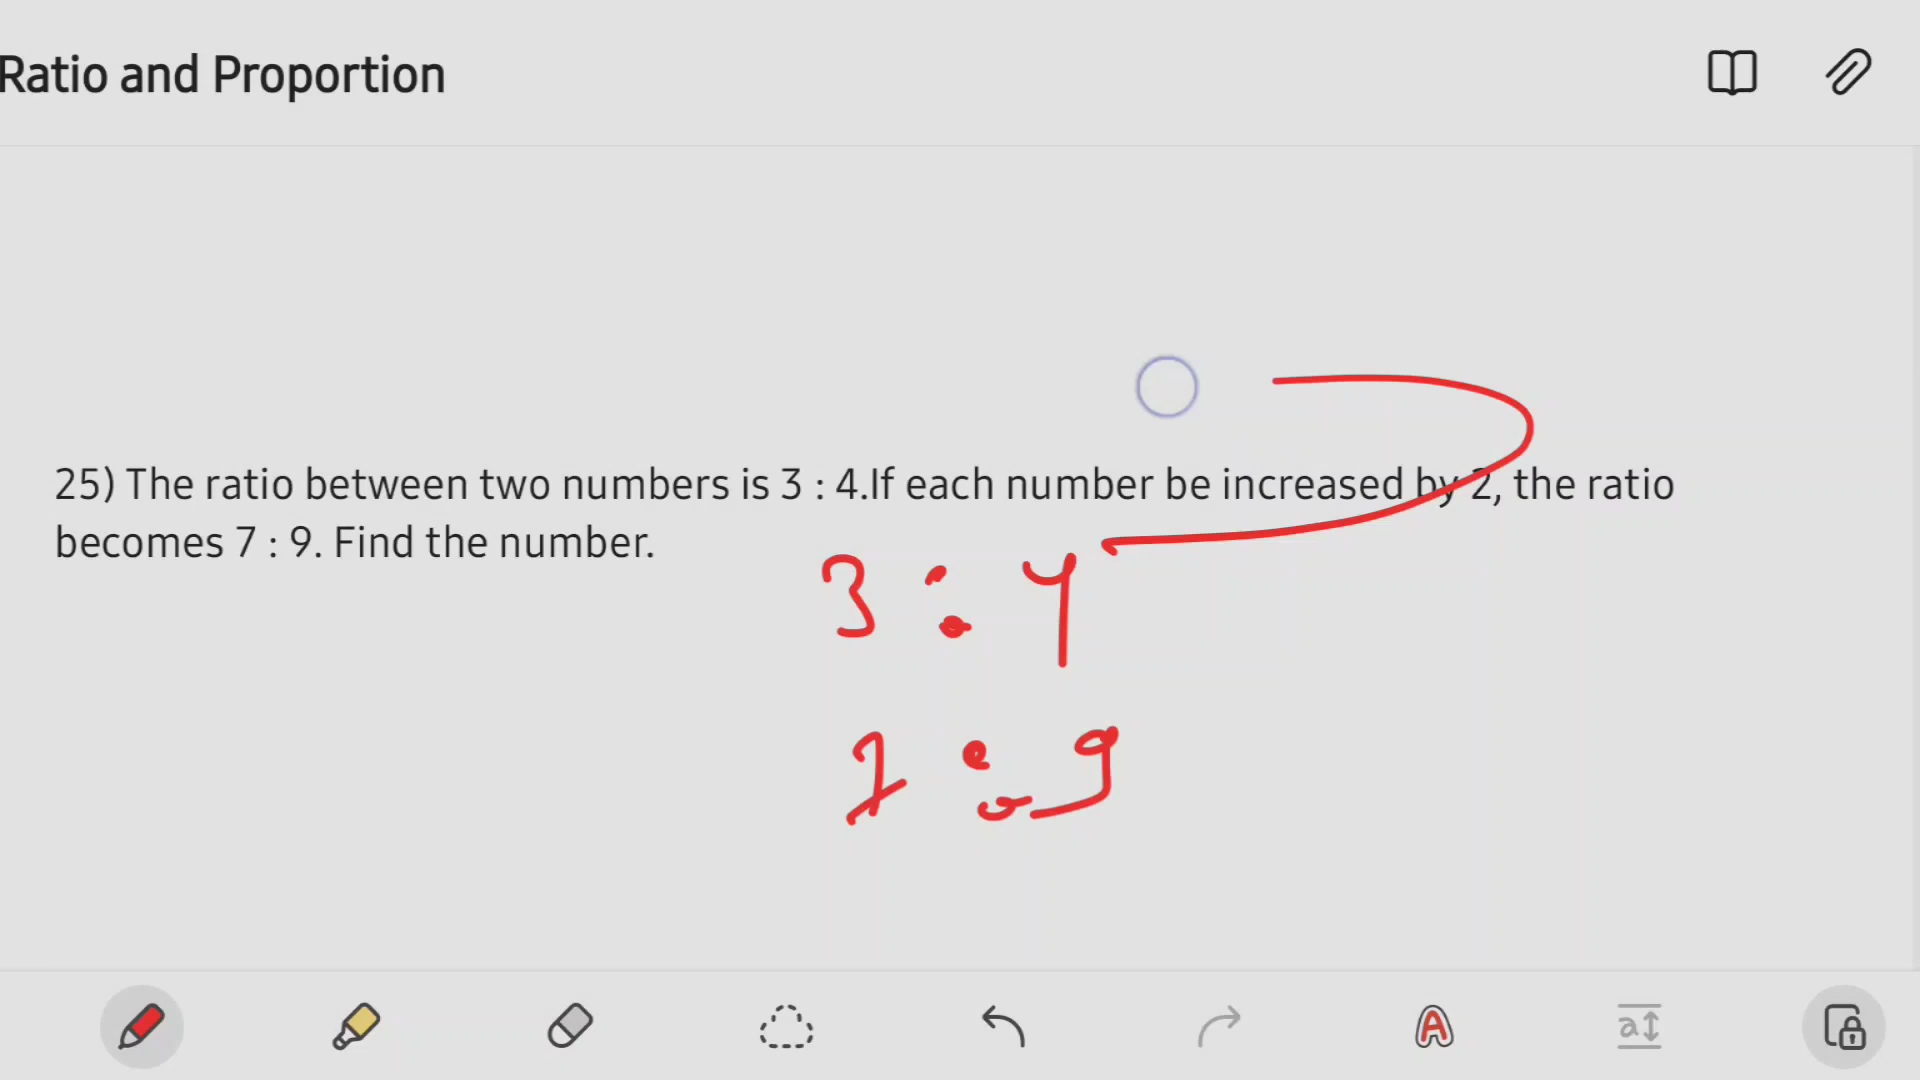 Ratio and Proportion
25) The ratio between two numbers is 3 : 4.If each number be increased by 2, the ratio
becomes 7 : 9. Find the number.
3 : 4
7 : 9
A
a